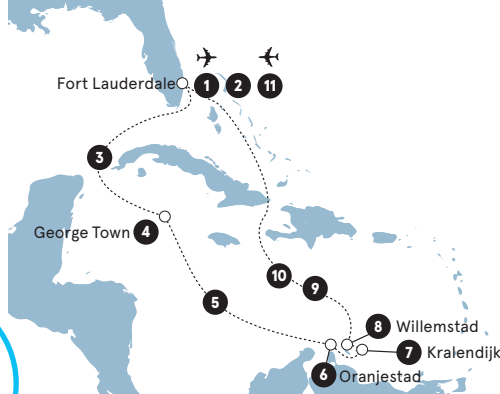 Fort Lauderdale 1 2 11
3
George Town 4
10 9
5
8 Willemstad
7 Kralendijk
6 Oranjestad